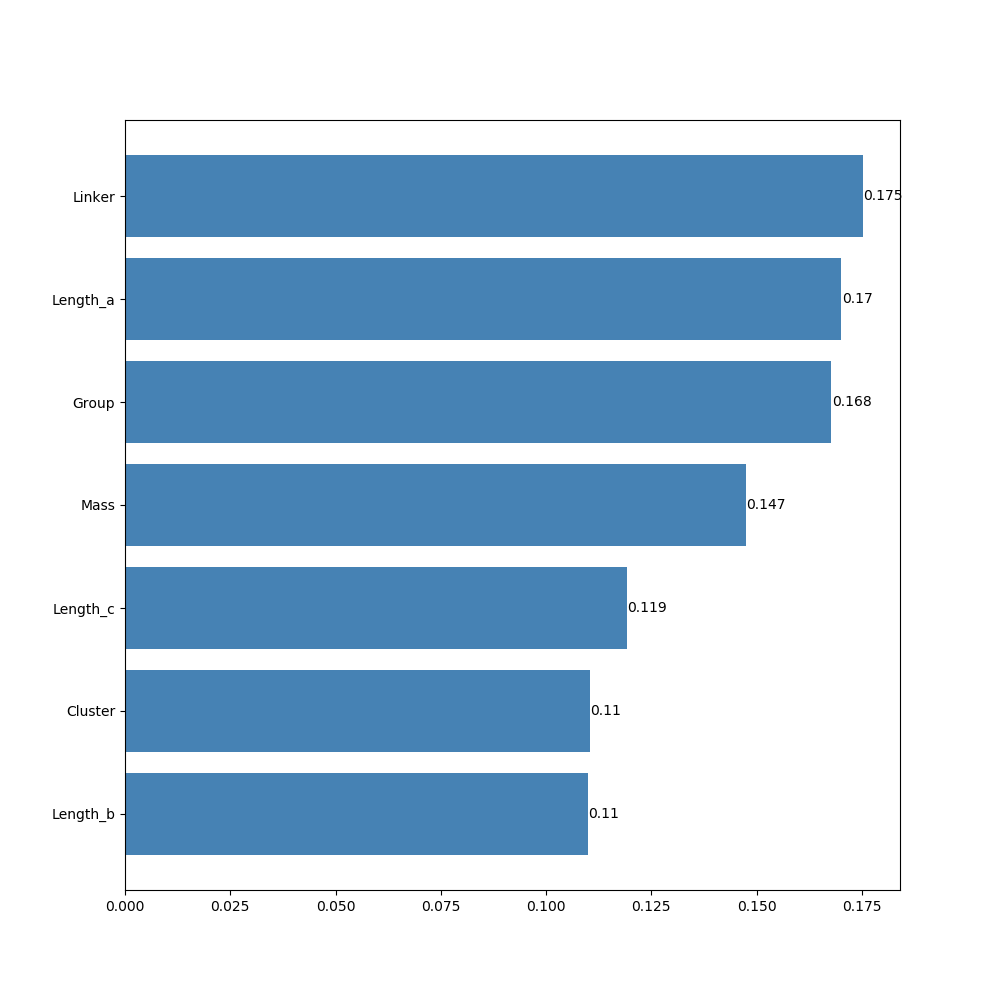 Linker 0.175
Length_a 0.17
Group 0.168
Mass 0.147
Length_c 0.119
Cluster 0.11
Length_b 0.11
0.000 0.025 0.050 0.075 0.100 0.125 0.150 0.175